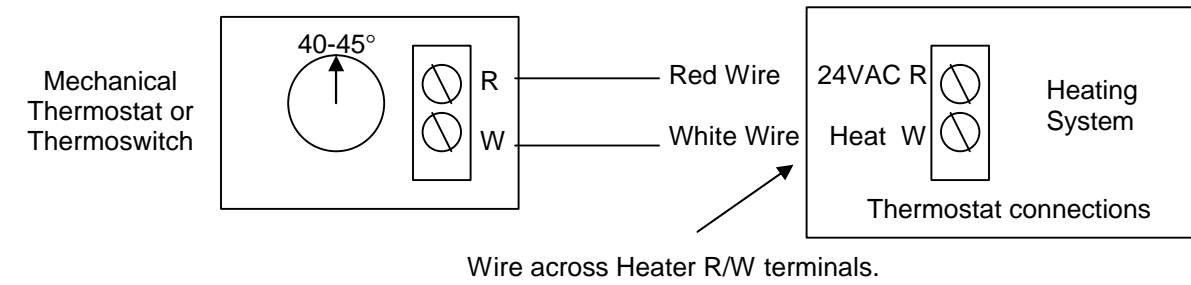 40-45°
Mechanical
Thermostat or
Thermoswitch
R
W
Red Wire
White Wire
24VAC R
Heat W
Heating
System
Thermostat connections
Wire across Heater R/W terminals.